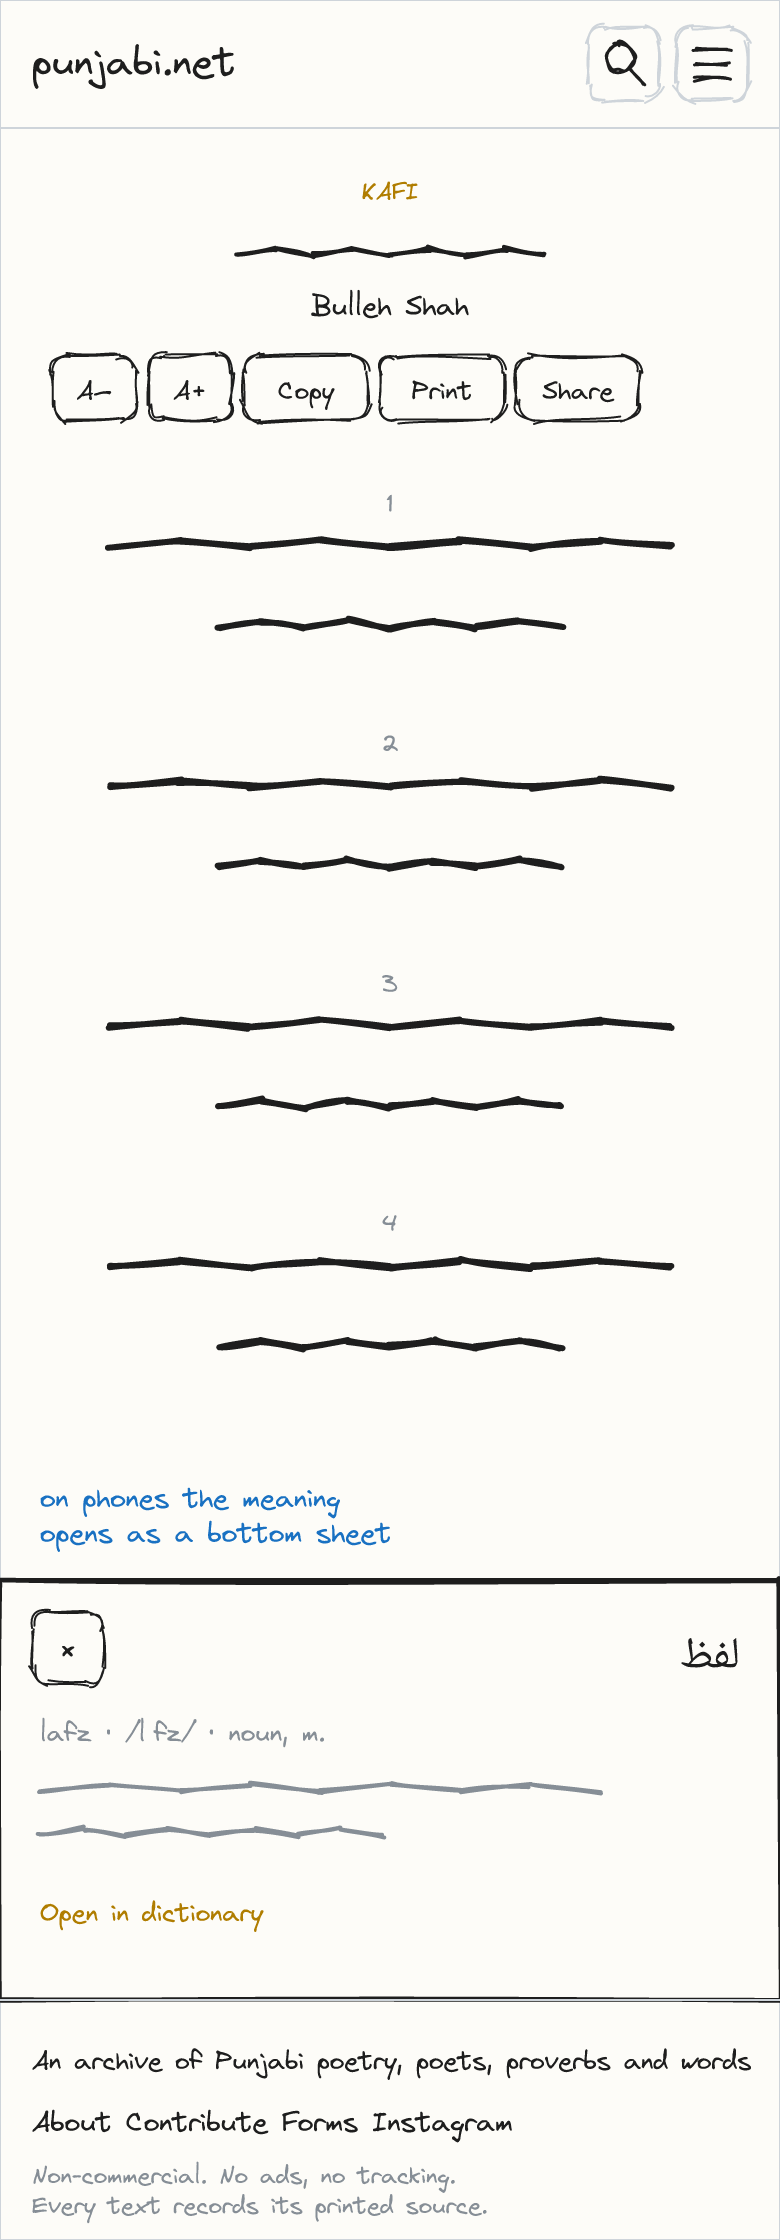 punjabi.net
KAFI
Bulleh Shah
A- A+ Copy Print Share
1
2
3
4
on phones the meaning
opens as a bottom sheet
×
لفظ
lafz · /l fz/ · noun, m.
Open in dictionary
An archive of Punjabi poetry, poets, proverbs and words
About Contribute Forms Instagram
Non-commercial. No ads, no tracking.
Every text records its printed source.